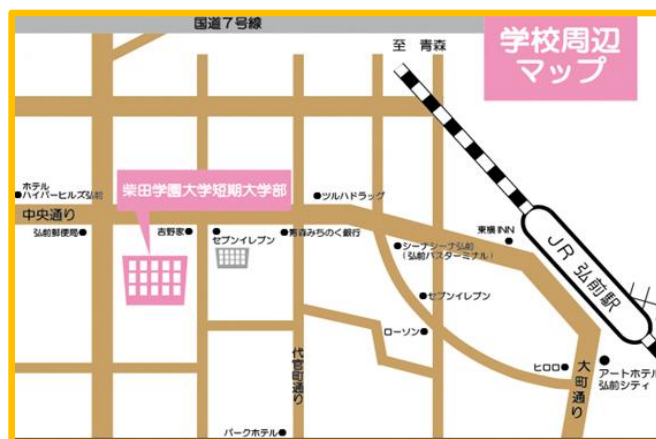 国道7号線
至 青森
学校周辺
マップ
ホテル
ハイパーヒルズ弘前
柴田学園大学短期大学部
ツルハドラッグ
中央通り
弘前郵便局
吉野家
セブンイレブン
青森みちのく銀行
東横INN
シーナシーナ弘前
(弘前バスターミナル)
JR 弘前駅
セブンイレブン
ローソン
代官町通り
ヒロロ
大町通り
アートホテル
弘前シティ
パークホテル